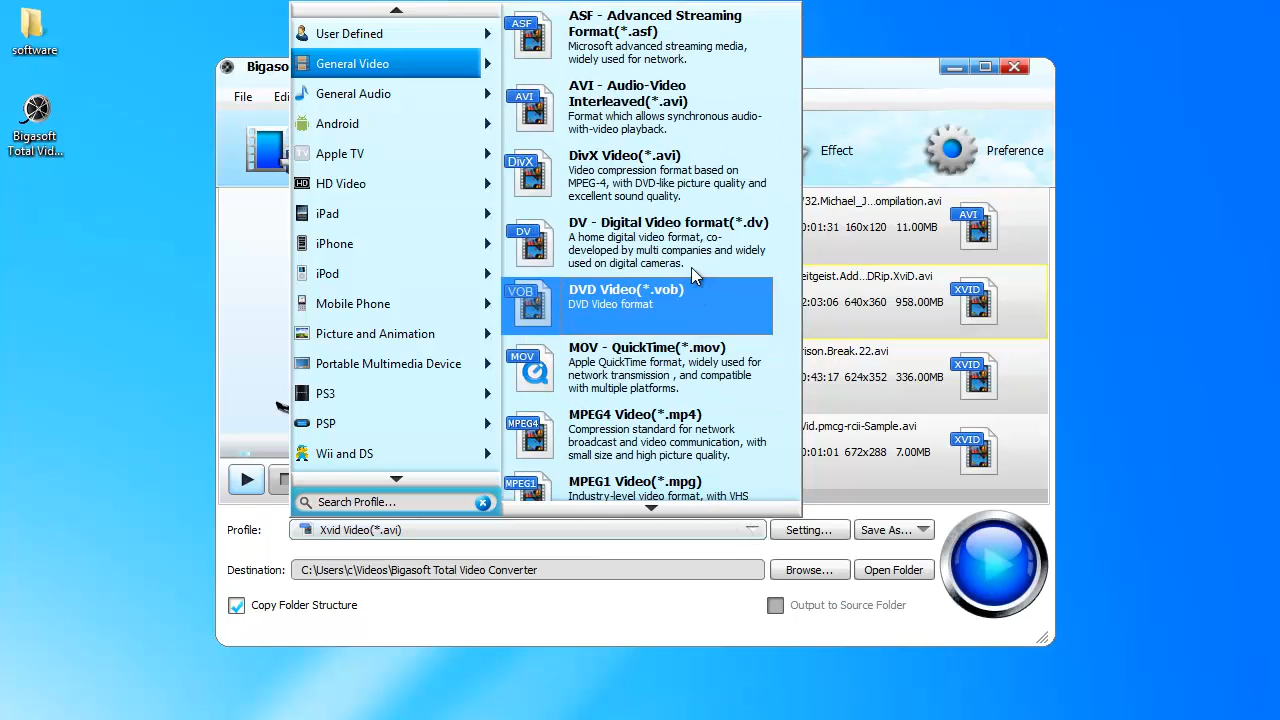 software
Bigasoft
Total Vid...
Bigaso
File
Edi
Effect
Preference
User Defined
General Video
General Audio
Android
Apple TV
HD Video
iPad
iPhone
iPod
Mobile Phone
Picture and Animation
Portable Multimedia Device
PS3
PSP
Wii and DS
Search Profile...
ASF
ASF - Advanced Streaming
Format(*.asf)
Microsoft advanced streaming media,
widely used for network.
AVI
AVI - Audio-Video
Interleaved(*.avi)
Format which allows synchronous audio-
with-video playback.
DivX
DivX Video(*.avi)
Video compression format based on
MPEG-4, with DVD-like picture quality and
excellent sound quality.
DV
DV - Digital Video format(*.dv)
A home digital video format, co-
developed by multi companies and widely
used on digital cameras.
VOB
DVD Video(*.vob)
DVD Video format
MOV
MOV - QuickTime(*.mov)
Apple QuickTime format, widely used for
network transmission , and compatible
with multiple platforms.
MPEG4
MPEG4 Video(*.mp4)
Compression standard for network
broadcast and video communication, with
small size and high picture quality.
MPEG1
MPEG1 Video(*.mpg)
Industry-level video format, with VHS
/32.Michael_J...ompilation.avi
0:01:31 160x120 11.00MB
AVI
eitgeist.Add...DRip.XviD.avi
2:03:06 640x360 958.00MB
XVID
rison.Break.22.avi
0:43:17 624x352 336.00MB
XVID
Vid.pmcg-rcii-Sample.avi
0:01:01 672x288 7.00MB
XVID
Profile:
Xvid Video(*.avi)
Setting...
Save As...
Destination:
C:\Users\c\Videos\Bigasoft Total Video Converter
Browse...
Open Folder
Copy Folder Structure
Output to Source Folder